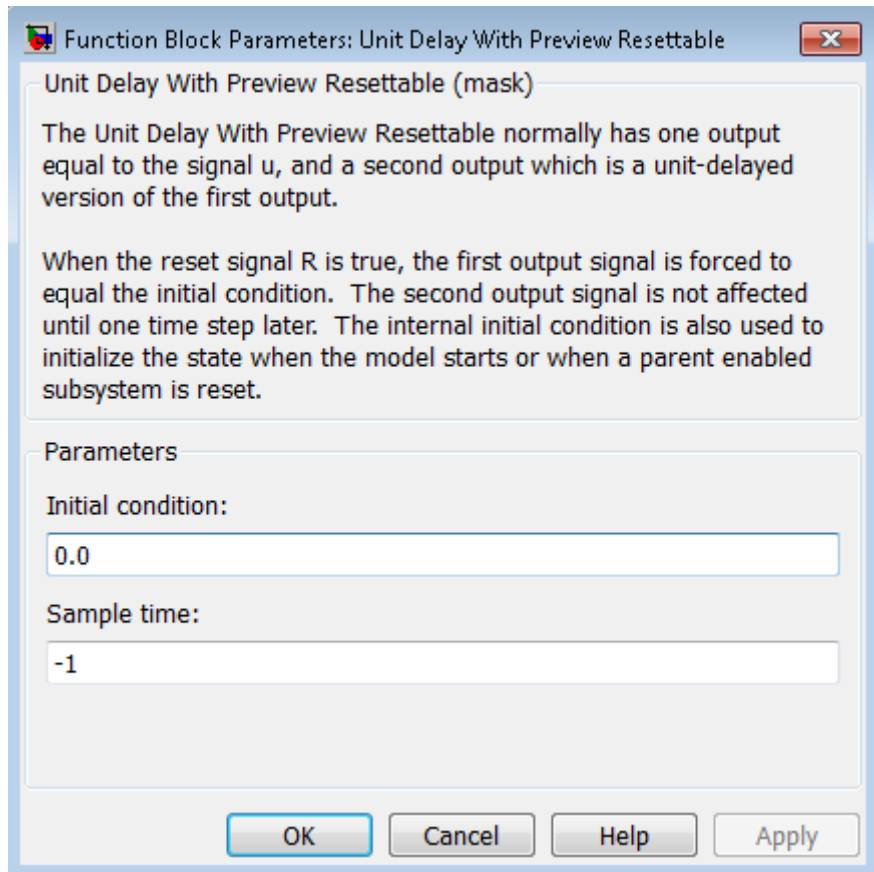 Function Block Parameters: Unit Delay With Preview Resettable
Unit Delay With Preview Resettable (mask)
The Unit Delay With Preview Resettable normally has one output
equal to the signal u, and a second output which is a unit-delayed
version of the first output.
When the reset signal R is true, the first output signal is forced to
equal the initial condition.  The second output signal is not affected
until one time step later.  The internal initial condition is also used to
initialize the state when the model starts or when a parent enabled
subsystem is reset.
Parameters
Initial condition:
0.0
Sample time:
-1
OK Cancel Help Apply